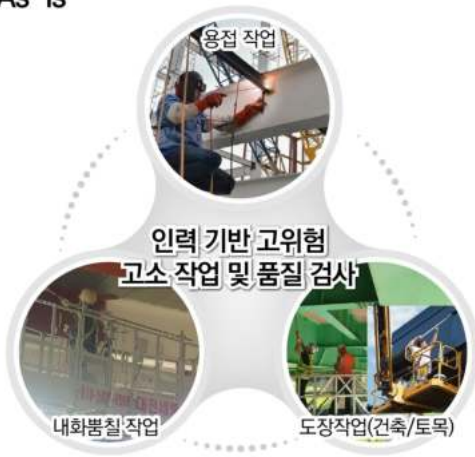 As-Is
용접 작업
인력 기반 고위험
고소 작업 및 품질 검사
내화뿜칠 작업
도장작업(건축/토목)